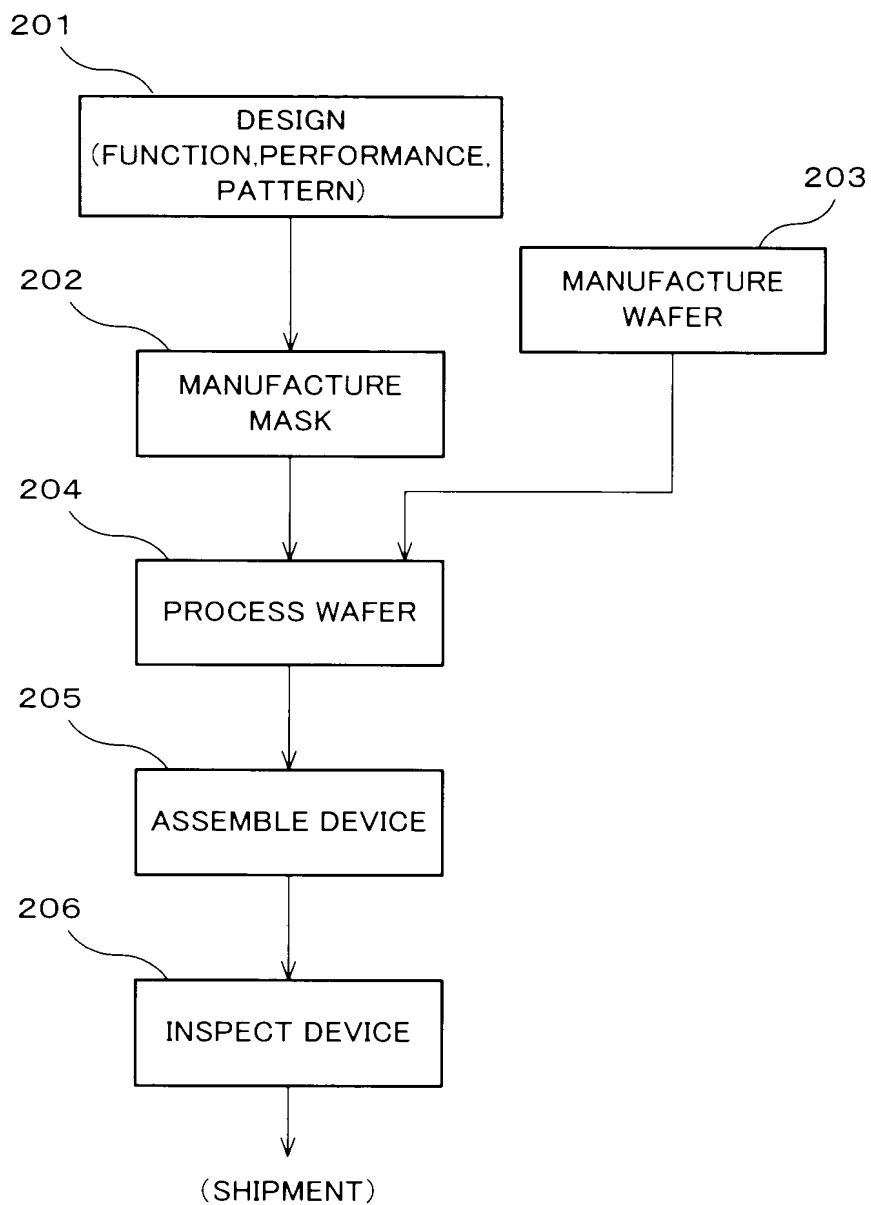 201
DESIGN
(FUNCTION,PERFORMANCE,
PATTERN)
203
MANUFACTURE
WAFER
202
MANUFACTURE
MASK
204
PROCESS WAFER
205
ASSEMBLE DEVICE
206
INSPECT DEVICE
(SHIPMENT)